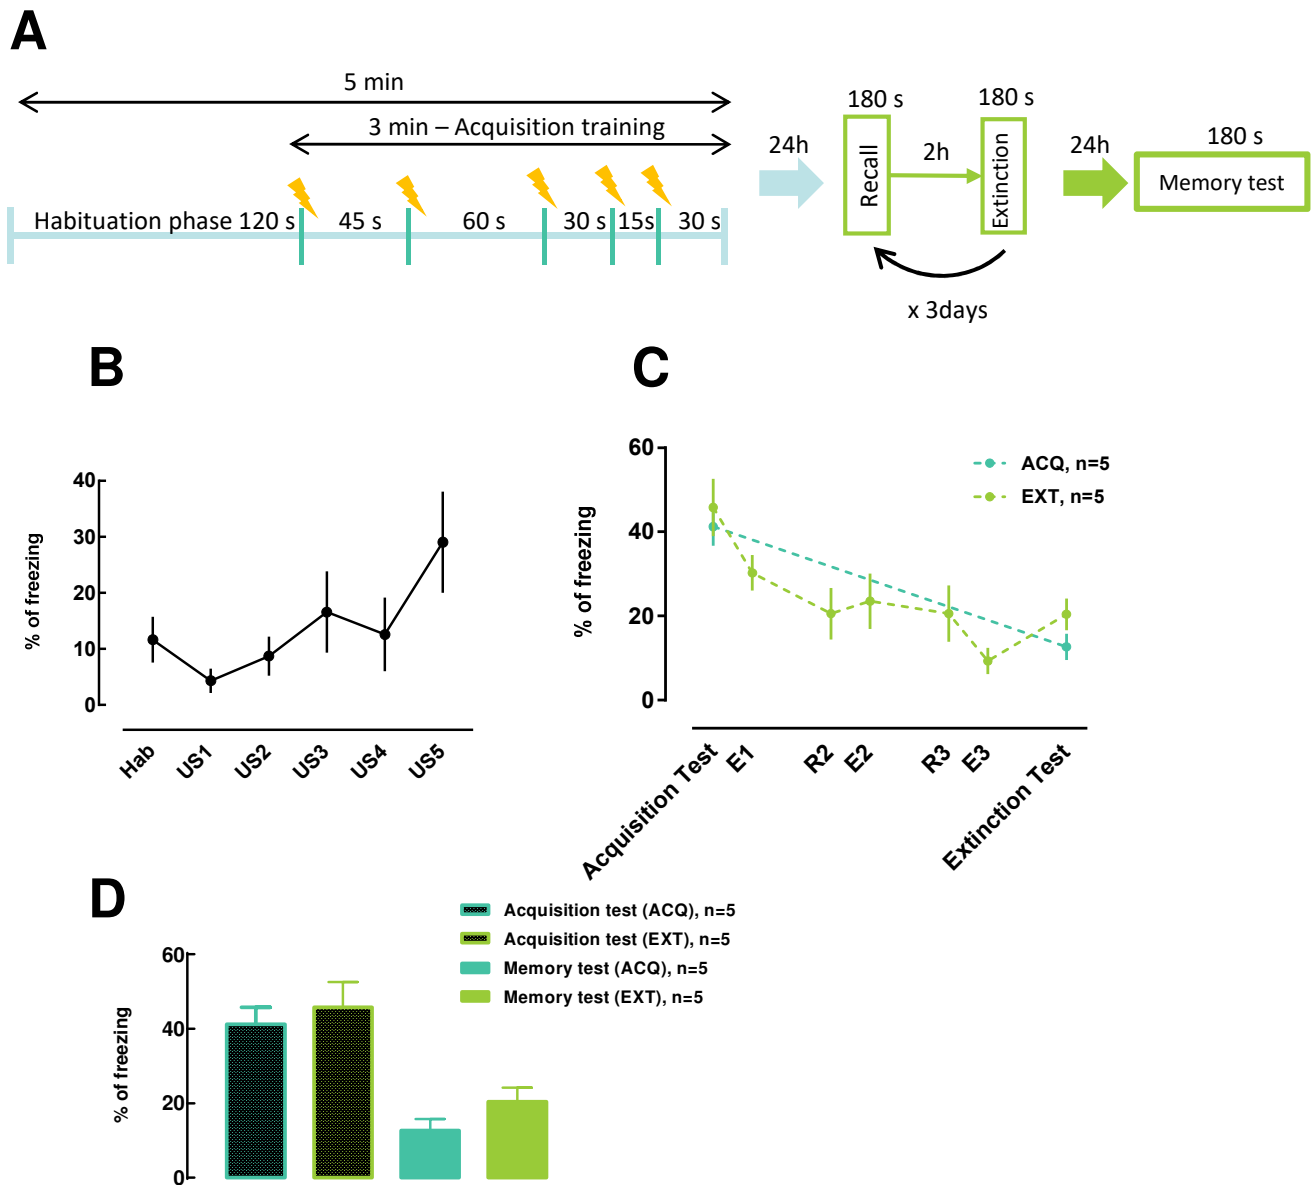 A
5 min
3 min – Acquisition training
Habituation phase 120 s 45 s 60 s 30 s 15s 30 s
24h
180 s
Recall
2h
180 s
Extinction
x 3days
24h
180 s
Memory test
B
% of freezing
40
30
20
10
0
Hab
US1
US2
US3
US4
US5
C
% of freezing
60
40
20
0
ACQ, n=5
EXT, n=5
Acquisition Test
E1
R2
E2
R3
E3
Extinction Test
D
Acquisition test (ACQ), n=5
Acquisition test (EXT), n=5
Memory test (ACQ), n=5
Memory test (EXT), n=5
% of freezing
60
40
20
0